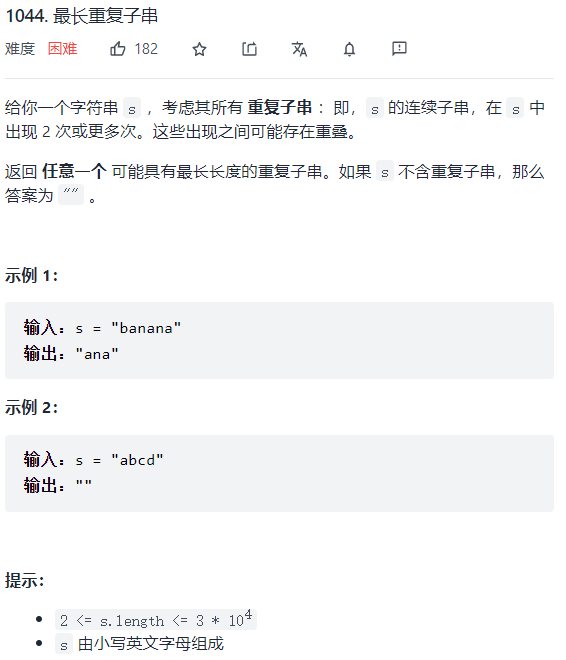 1044. 最长重复子串
难度 困难 182
给你一个字符串 s ，考虑其所有 重复子串 ：即，s 的连续子串，在 s 中
出现 2 次或更多次。这些出现之间可能存在重叠。
返回 任意一个 可能具有最长长度的重复子串。如果 s 不含重复子串，那么
答案为 "" 。
示例 1：
输入：s = "banana"
输出："ana"
示例 2：
输入：s = "abcd"
输出：""
提示：
2 <= s.length <= 3 * 10⁴
s 由小写英文字母组成